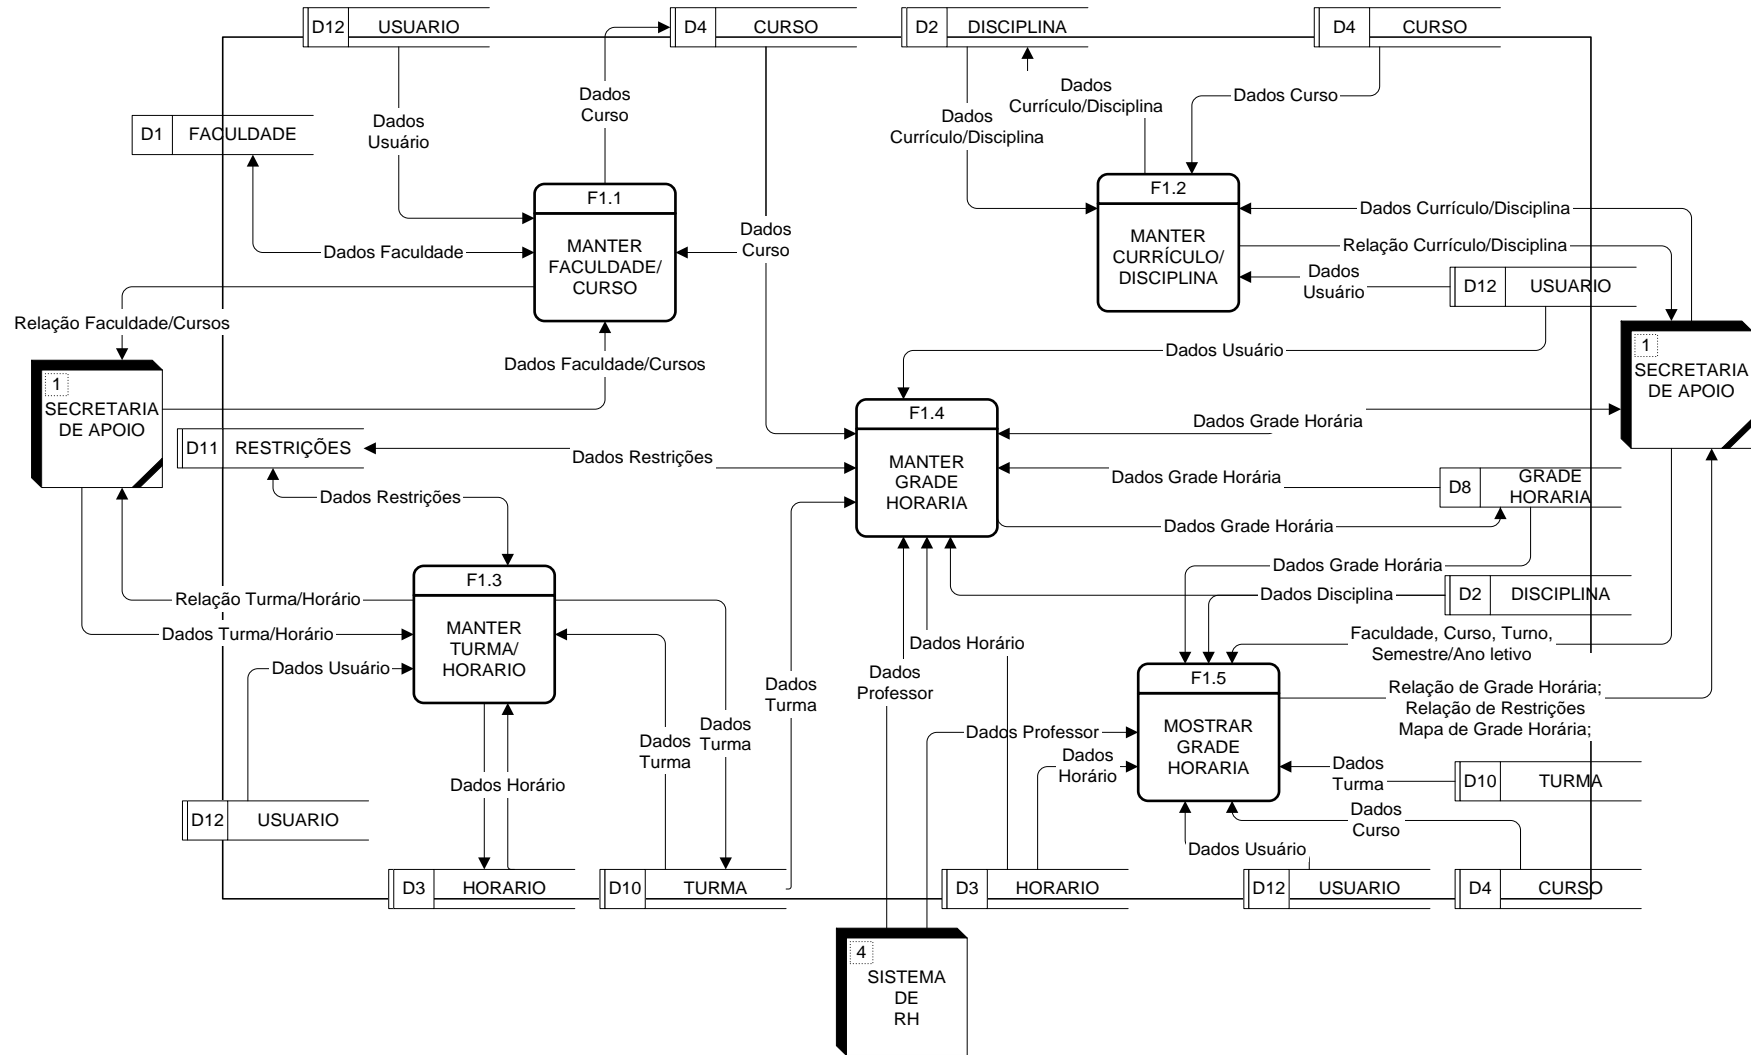 D12 USUARIO
D4 CURSO
D2 DISCIPLINA
D4 CURSO
Dados
Curso
Dados
Currículo/Disciplina
Dados Curso
Dados
Usuário
Dados
Currículo/Disciplina
D1 FACULDADE
F1.1
MANTER
FACULDADE/
CURSO
F1.2
MANTER
CURRÍCULO/
DISCIPLINA
Dados Currículo/Disciplina
Dados
Curso
Dados Faculdade
Relação Currículo/Disciplina
Dados
Usuário
D12 USUARIO
Relação Faculdade/Cursos
Dados Faculdade/Cursos
Dados Usuário
1
SECRETARIA
DE APOIO
1
SECRETARIA
DE APOIO
F1.4
MANTER
GRADE
HORARIA
Dados Grade Horária
D11 RESTRIÇÕES
Dados Restrições
Dados Grade Horária
D8 GRADE
HORARIA
Dados Restrições
Dados Grade Horária
Dados Grade Horária
F1.3
MANTER
TURMA/
HORARIO
Relação Turma/Horário
Dados Disciplina
D2 DISCIPLINA
Dados Turma/Horário
Dados Horário
Faculdade, Curso, Turno,
Semestre/Ano letivo
Dados Usuário
Dados
Professor
Dados
Turma
F1.5
MOSTRAR
GRADE
HORARIA
Relação de Grade Horária;
Relação de Restrições
Mapa de Grade Horária;
Dados
Turma
Dados
Turma
Dados Professor
Dados
Horário
Dados
Turma
D10 TURMA
Dados Horário
D12 USUARIO
Dados
Curso
Dados Usuário
D3 HORARIO
D10 TURMA
D3 HORARIO
D12 USUARIO
D4 CURSO
4
SISTEMA
DE
RH